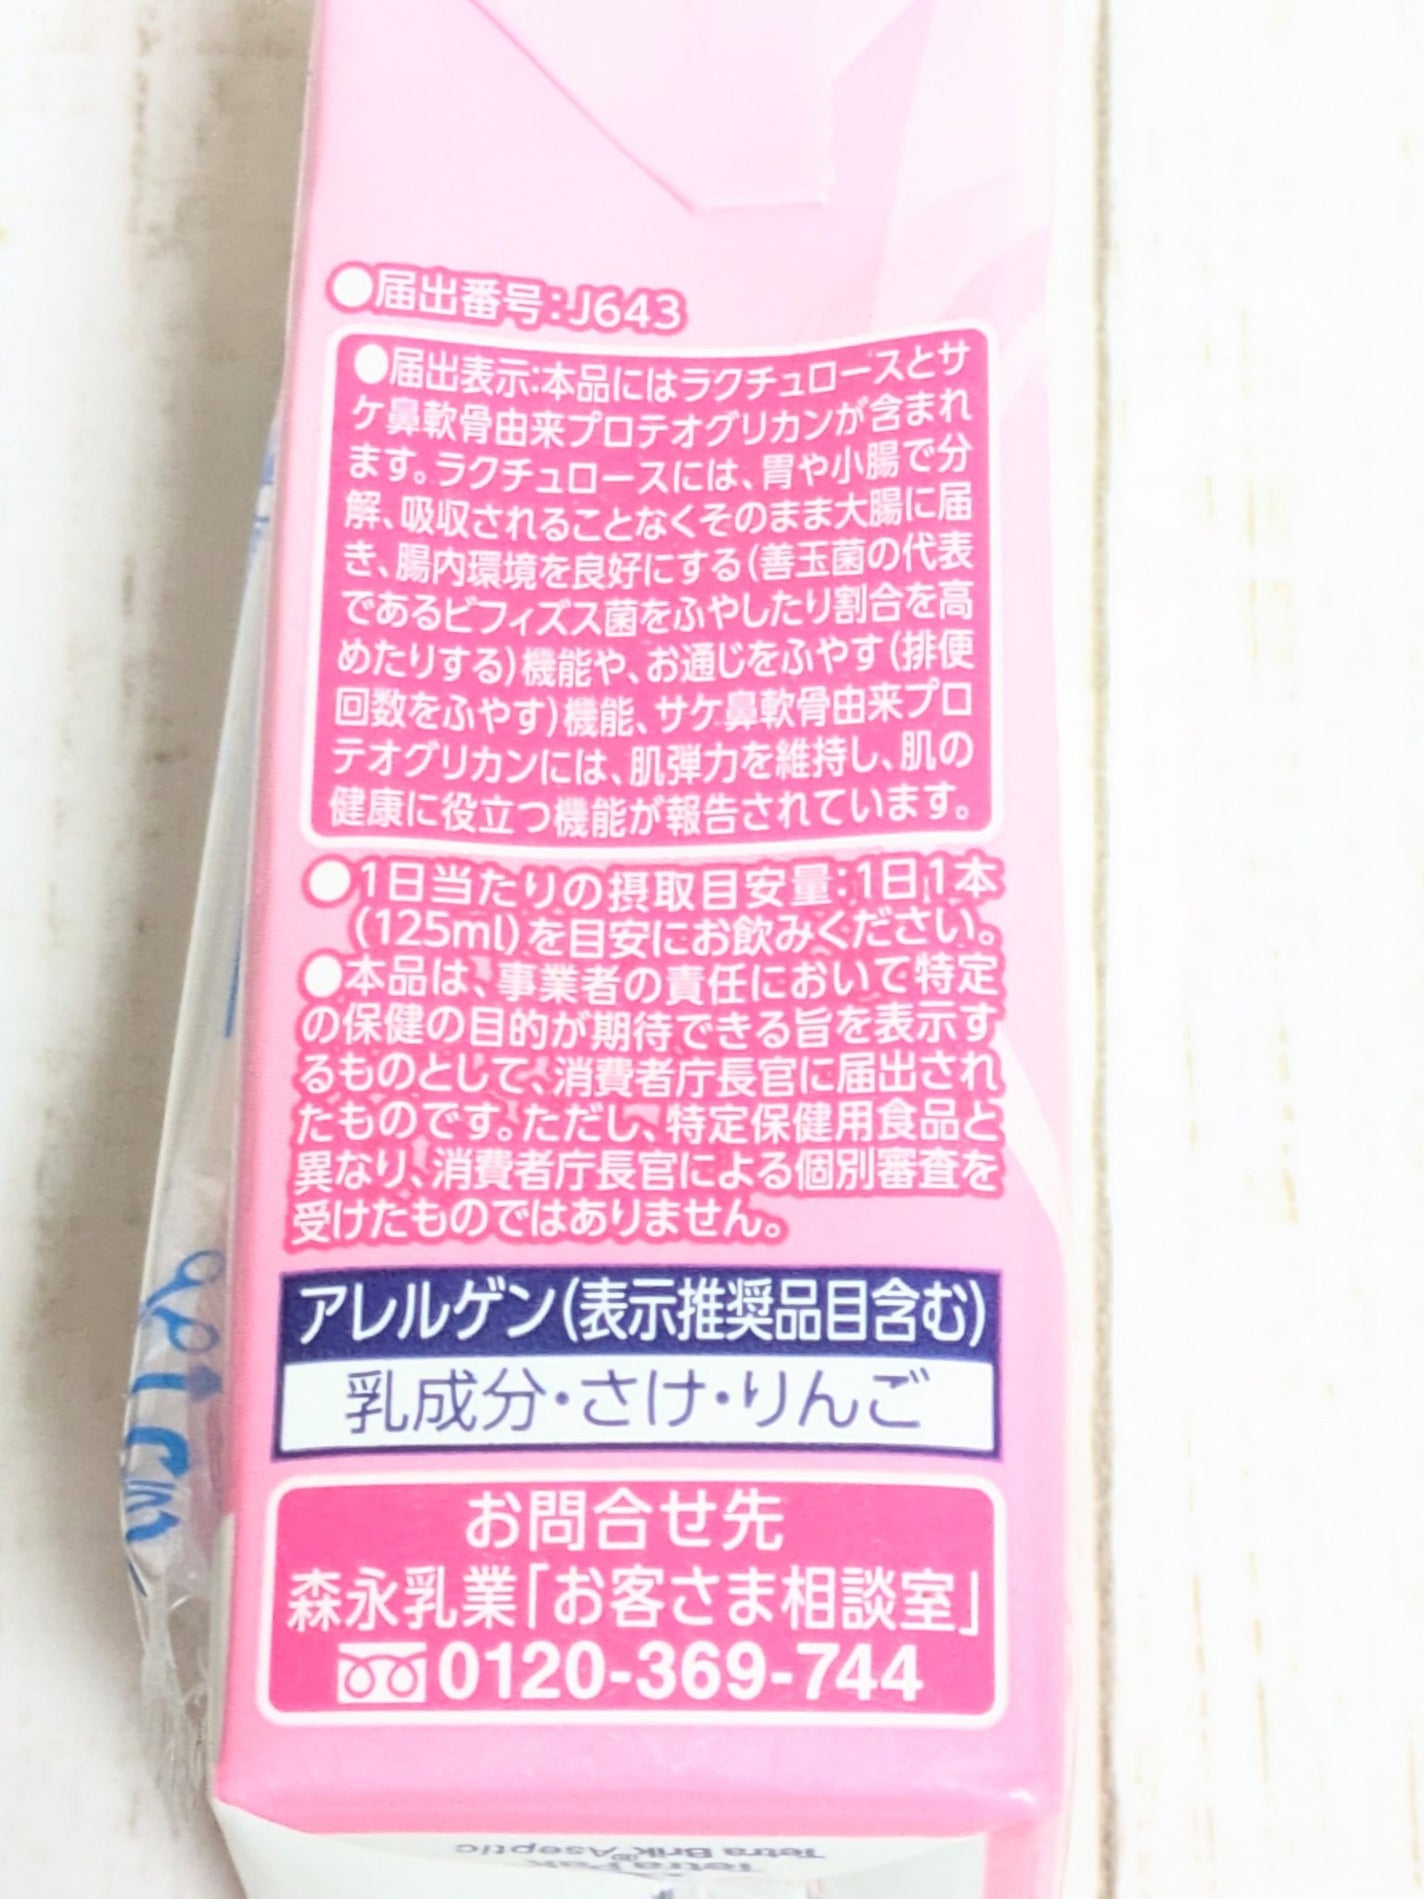 ●届出番号:J643
●届出表示:本品にはラクチュロースとサ
ケ鼻軟骨由来プロテオグリカンが含まれ
ます。ラクチュロースには、胃や小腸で分
解、吸収されることなくそのまま大腸に届
き、腸内環境を良好にする(善玉菌の代表
であるビフィズス菌をふやしたり割合を高
めたりする)機能や、お通じをふやす(排便
回数をふやす)機能、サケ鼻軟骨由来プロ
テオグリカンには、肌弾力を維持し、肌の
健康に役立つ機能が報告されています。
●1日当たりの摂取目安量:1日1本
(125ml)を目安にお飲みください。
●本品は、事業者の責任において特定
の保健の目的が期待できる旨を表示す
るものとして、消費者庁長官に届出され
たものです。ただし、特定保健用食品と
異なり、消費者庁長官による個別審査を
受けたものではありません。
アレルゲン(表示推奨品目含む)
乳成分・さけ・りんご
お問合せ先
森永乳業「お客さま相談室」
0120-369-744
Tetra Pak
Tetra Brik® Aseptic